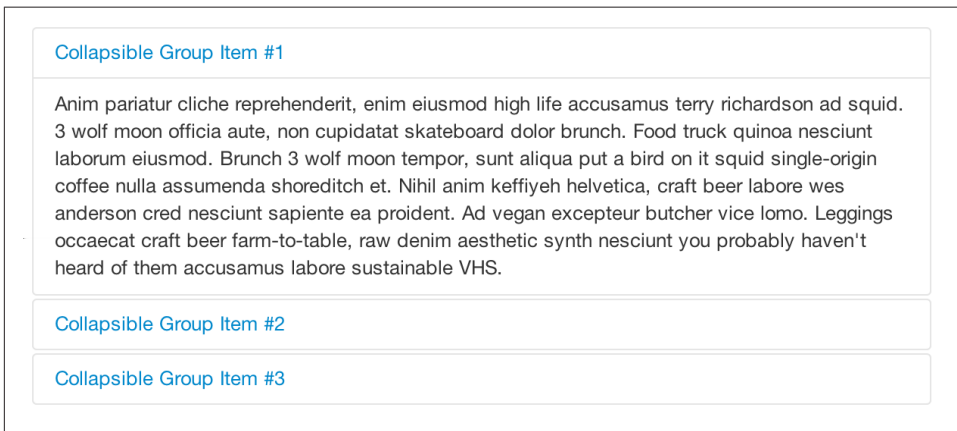 Collapsible Group Item #1
Anim pariatur cliche reprehenderit, enim eiusmod high life accusamus terry richardson ad squid.
3 wolf moon officia aute, non cupidatat skateboard dolor brunch. Food truck quinoa nesciunt
laborum eiusmod. Brunch 3 wolf moon tempor, sunt aliqua put a bird on it squid single-origin
coffee nulla assumenda shoreditch et. Nihil anim keffiyeh helvetica, craft beer labore wes
anderson cred nesciunt sapiente ea proident. Ad vegan excepteur butcher vice lomo. Leggings
occaecat craft beer farm-to-table, raw denim aesthetic synth nesciunt you probably haven't
heard of them accusamus labore sustainable VHS.
Collapsible Group Item #2
Collapsible Group Item #3